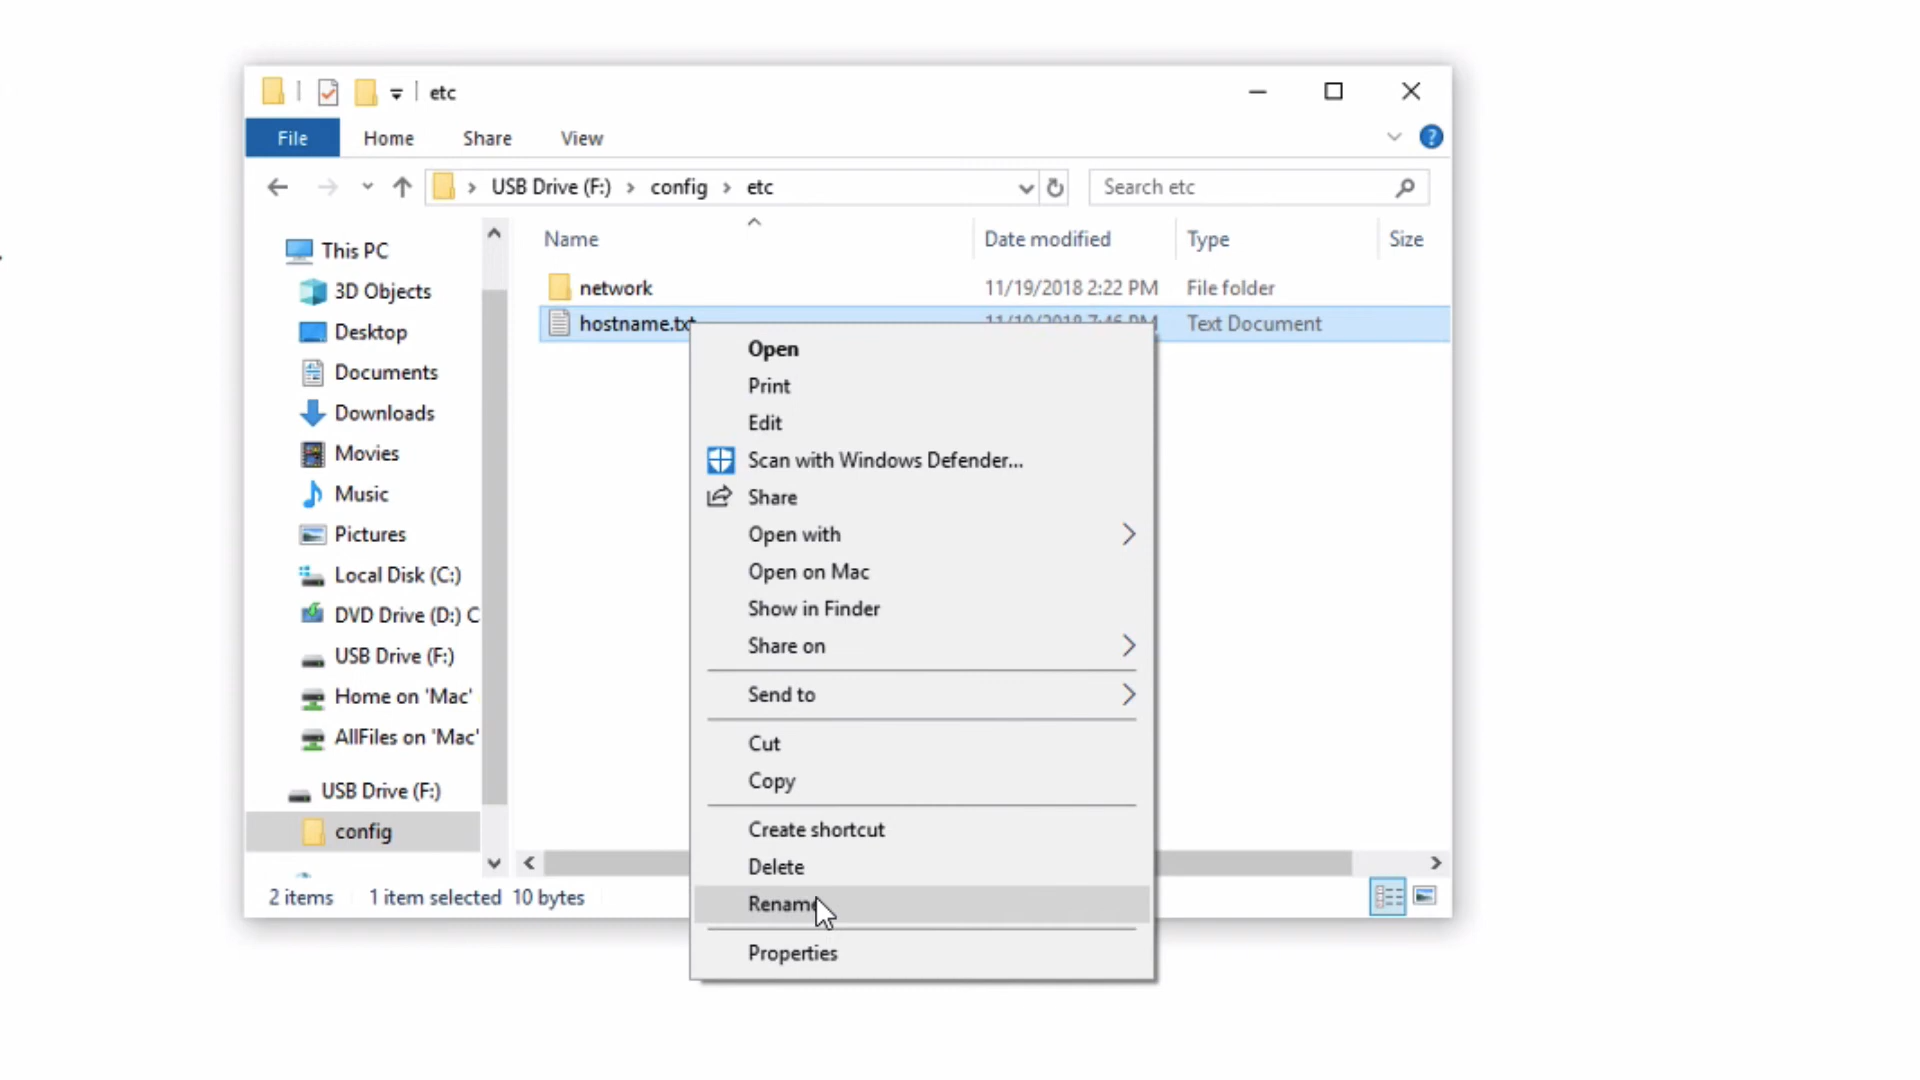 etc
File Home Share View
USB Drive (F:) config etc
Search etc
Name Date modified Type Size
network 11/19/2018 2:22 PM File folder
hostname.txt 11/19/2018 7:46 PM Text Document
This PC
3D Objects
Desktop
Documents
Downloads
Movies
Music
Pictures
Local Disk (C:)
DVD Drive (D:) C
USB Drive (F:)
Home on 'Mac'
AllFiles on 'Mac'
USB Drive (F:)
config
Open
Print
Edit
Scan with Windows Defender...
Share
Open with
Open on Mac
Show in Finder
Share on
Send to
Cut
Copy
Create shortcut
Delete
Rename
Properties
2 items 1 item selected 10 bytes